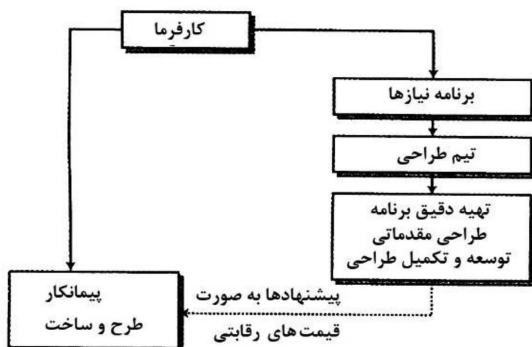 کارفرما
برنامه نیازها
تیم طراحی
تهیه دقیق برنامه
طراحی مقدماتی
توسعه و تکمیل طراحی
پیشنهادها به صورت
قیمت‌های رقابتی
پیمانکار
طرح و ساخت